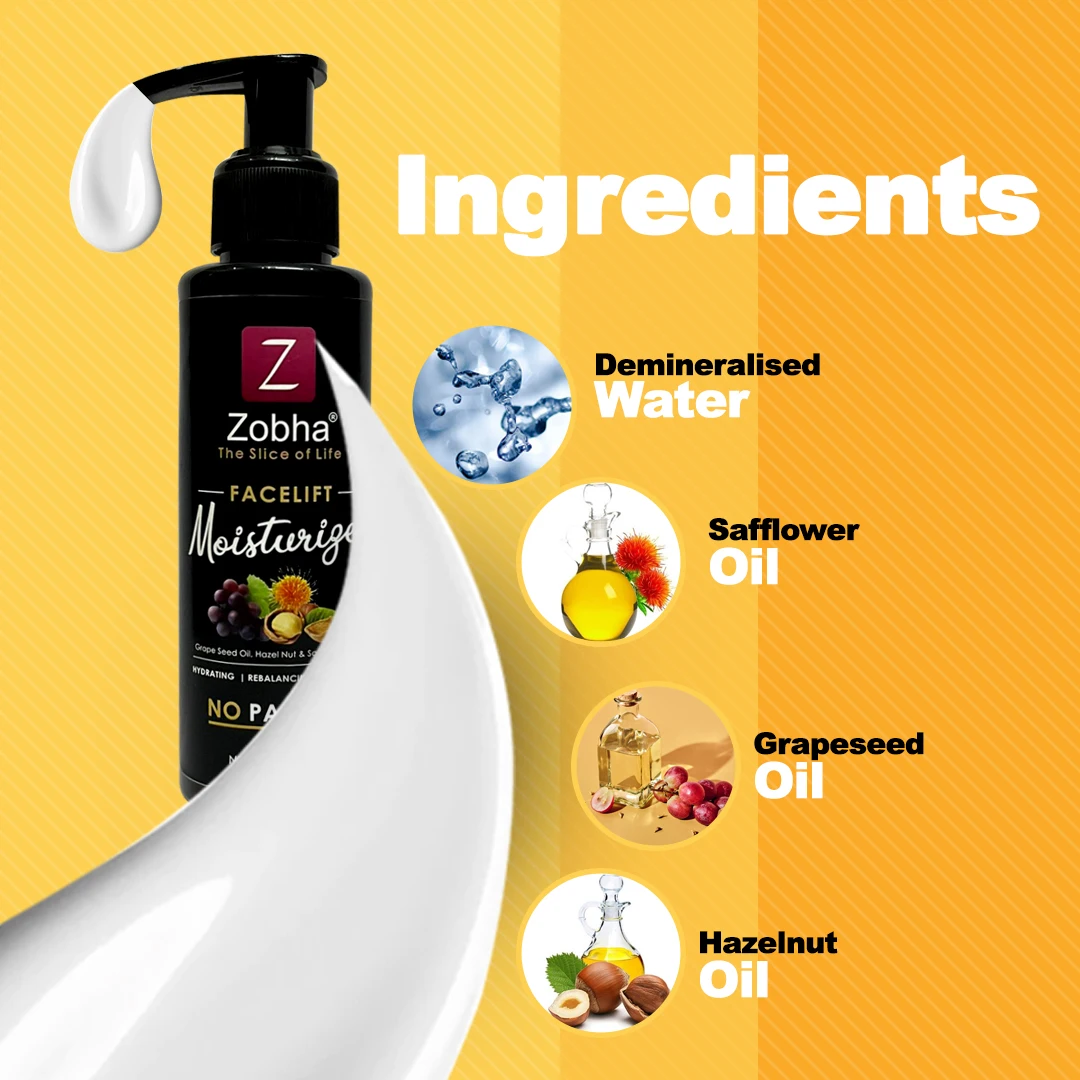 Ingredients
Z
Zobha®
The Slice of Life
FACELIFT
Moisturize
Grape Seed Oil, Hazel Nut &
HYDRATING | REBALANCI
NO PA
Demineralised
Water
Safflower
Oil
Grapeseed
Oil
Hazelnut
Oil